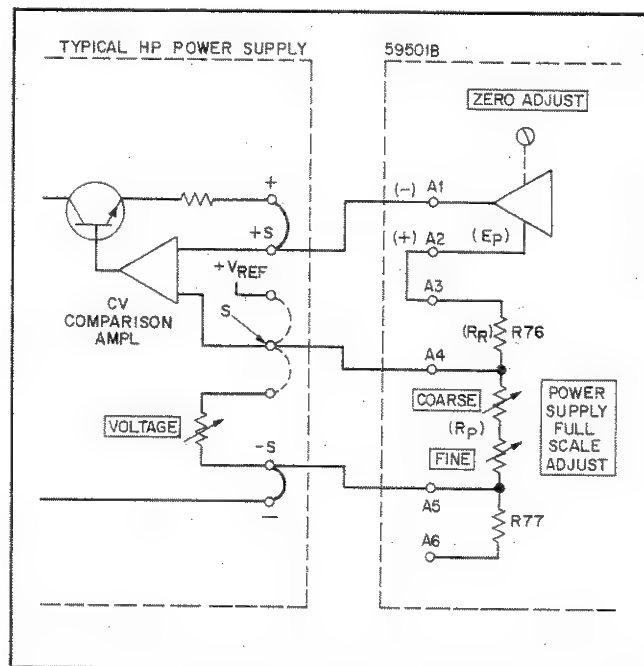 TYPICAL HP POWER SUPPLY
59501B
ZERO ADJUST
+
(-) A1
+S
(+) A2 (EP)
+VREF
A3
CV
COMPARISON
AMPL
S
(RR) R76
A4
COARSE
(RP)
FINE
POWER
SUPPLY
FULL
SCALE
ADJUST
VOLTAGE
-S
A5
R77
−
A6